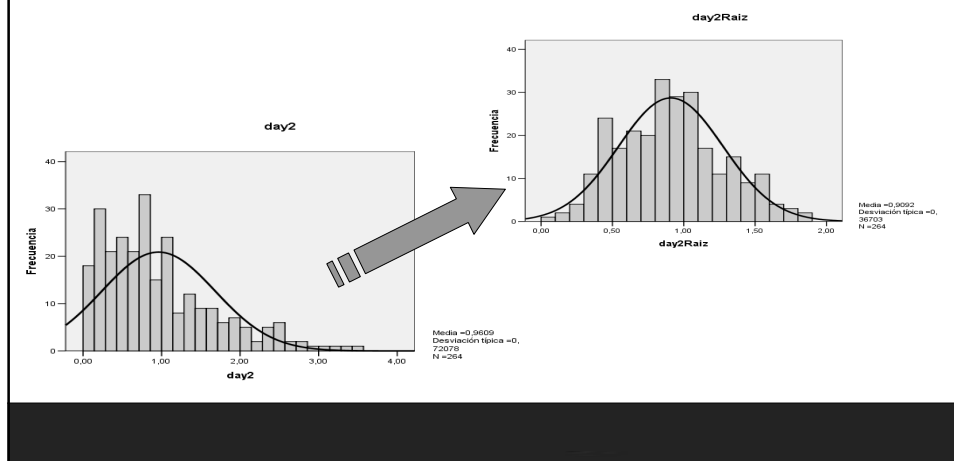 day2Raiz
40
30
20
10
0
Frecuencia
0,00 0,50 1,00 1,50 2,00
day2Raiz
Media =0,9092
Desviación típica =0,
36703
N =264
day2
40
30
20
10
0
Frecuencia
0,00 1,00 2,00 3,00 4,00
day2
Media =0,9609
Desviación típica =0,
72078
N =264